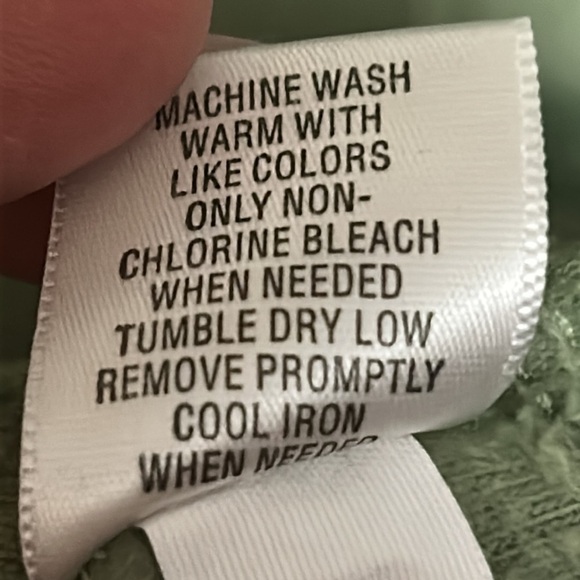 MACHINE WASH
WARM WITH
LIKE COLORS
ONLY NON-
CHLORINE BLEACH
WHEN NEEDED
TUMBLE DRY LOW
REMOVE PROMPTLY
COOL IRON
WHEN NEEDED